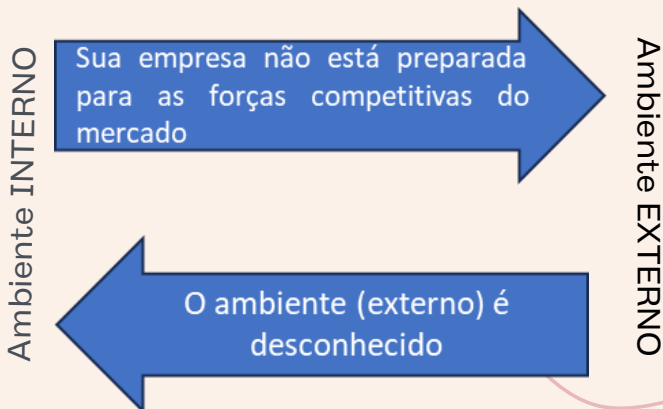 Ambiente INTERNO
Sua empresa não está preparada
para as forças competitivas do
mercado
Ambiente EXTERNO
O ambiente (externo) é
desconhecido